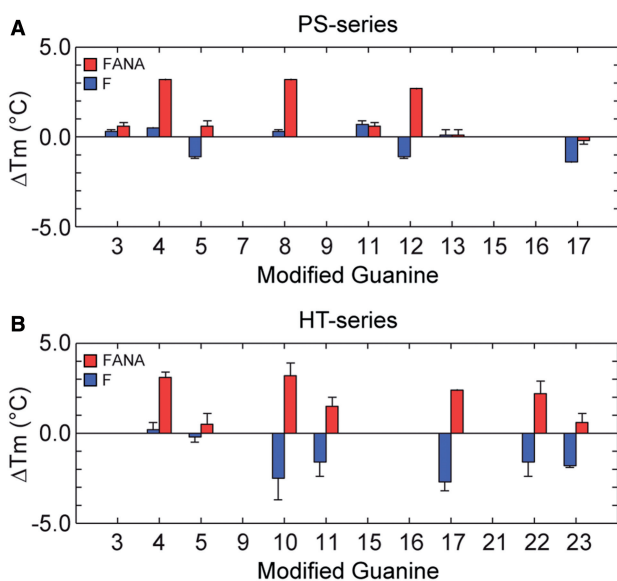 A
PS-series
5.0
FANA
F
0.0
-5.0
ΔTm (°C)
3 4 5 7 8 9 11 12 13 15 16 17
Modified Guanine
B
HT-series
5.0
FANA
F
0.0
-5.0
ΔTm (°C)
3 4 5 9 10 11 15 16 17 21 22 23
Modified Guanine